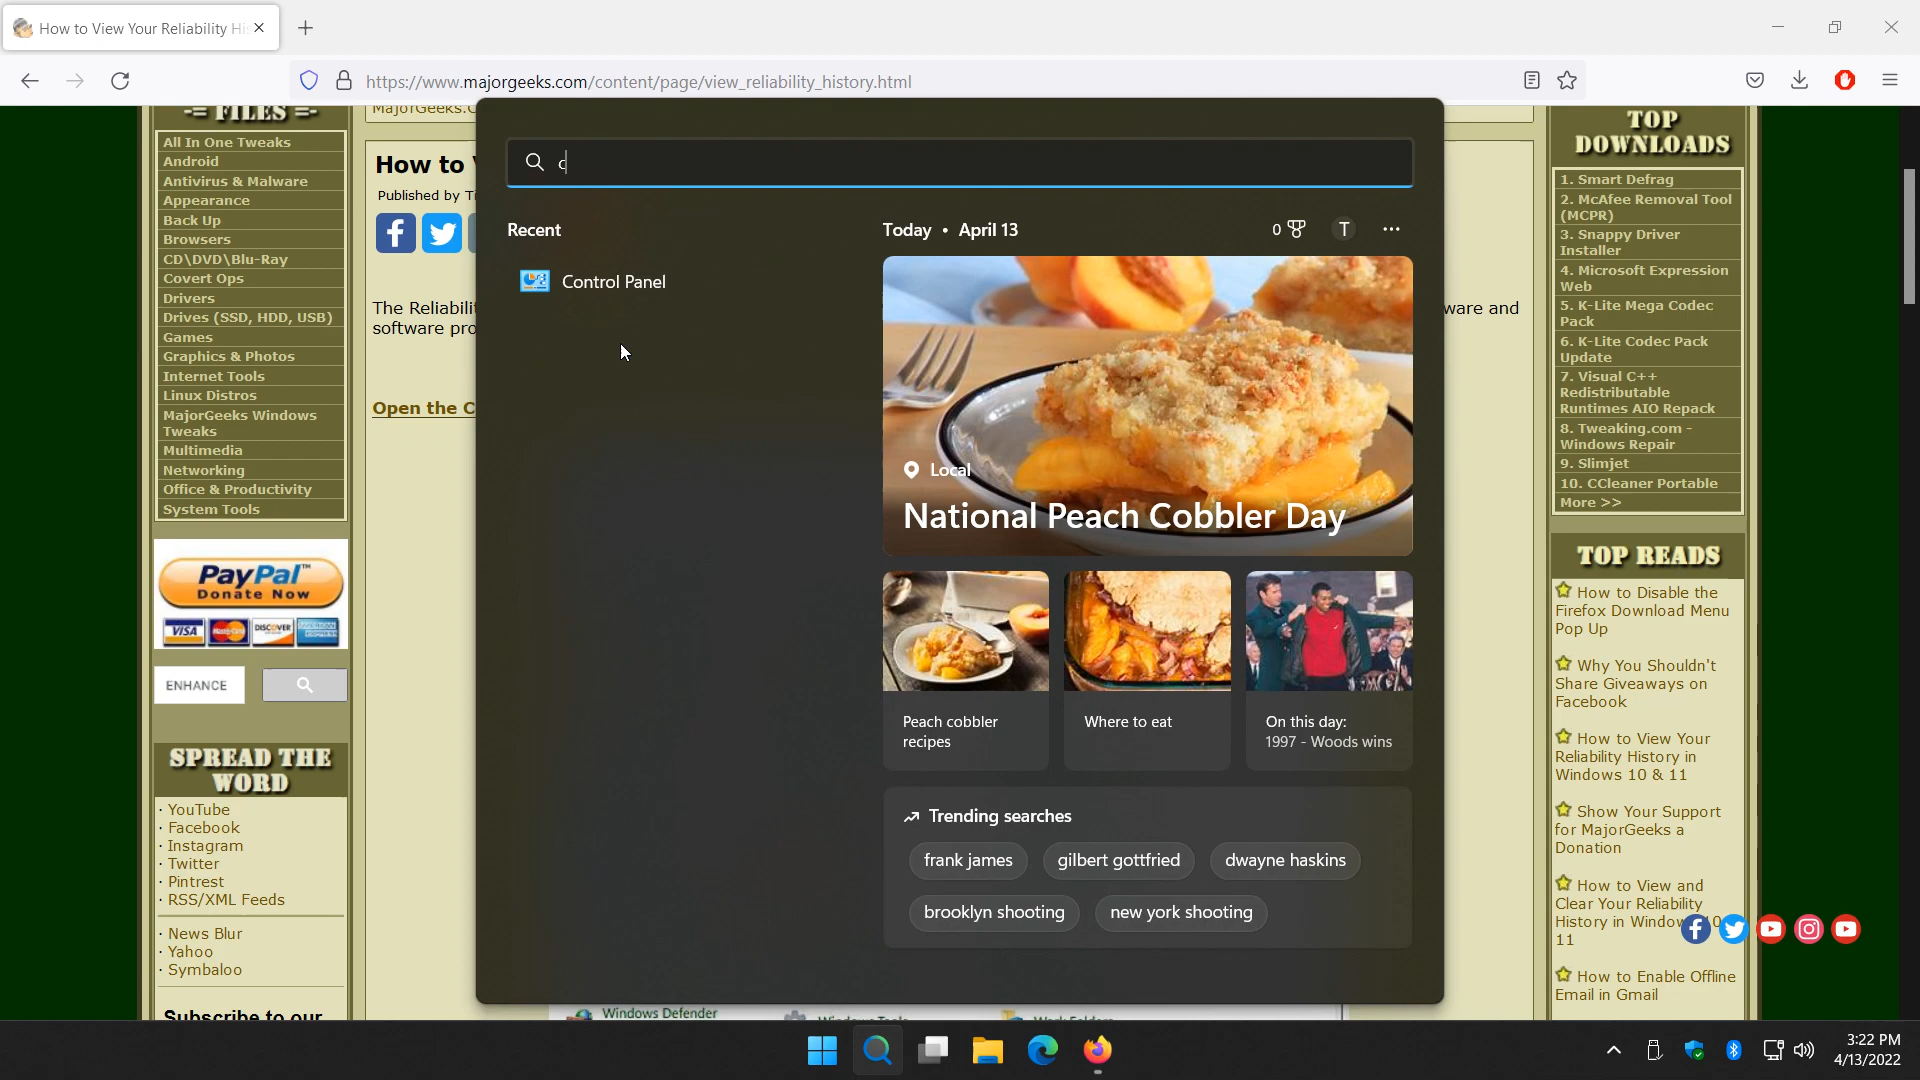 How to View Your Reliability Hi
https://www.majorgeeks.com/content/page/view_reliability_history.html
-= FILES =-
All In One Tweaks
Android
Antivirus & Malware
Appearance
Back Up
Browsers
CD\DVD\Blu-Ray
Covert Ops
Drivers
Drives (SSD, HDD, USB)
Games
Graphics & Photos
Internet Tools
Linux Distros
MajorGeeks Windows
Tweaks
Multimedia
Networking
Office & Productivity
System Tools
PayPal™
Donate Now
VISA
MasterCard
DISCOVER
ENHANCE
SPREAD THE
WORD
· YouTube
· Facebook
· Instagram
· Twitter
· Pintrest
· RSS/XML Feeds
· News Blur
· Yahoo
· Symbaloo
Subscribe to our
MajorGeeks.C
How to
Published by Ti
The Reliabili
software pro
ware and
Open the C
c
Recent
Control Panel
Today • April 13
0
T
Local
National Peach Cobbler Day
Peach cobbler
recipes
Where to eat
On this day:
1997 - Woods wins
Trending searches
frank james
gilbert gottfried
dwayne haskins
brooklyn shooting
new york shooting
Windows Defender
Windows Tools
Work Folders
TOP
DOWNLOADS
1. Smart Defrag
2. McAfee Removal Tool
(MCPR)
3. Snappy Driver
Installer
4. Microsoft Expression
Web
5. K-Lite Mega Codec
Pack
6. K-Lite Codec Pack
Update
7. Visual C++
Redistributable
Runtimes AIO Repack
8. Tweaking.com -
Windows Repair
9. Slimjet
10. CCleaner Portable
More >>
TOP READS
How to Disable the
Firefox Download Menu
Pop Up
Why You Shouldn't
Share Giveaways on
Facebook
How to View Your
Reliability History in
Windows 10 & 11
Show Your Support
for MajorGeeks a
Donation
How to View and
Clear Your Reliability
History in Window
11
How to Enable Offline
Email in Gmail
3:22 PM
4/13/2022